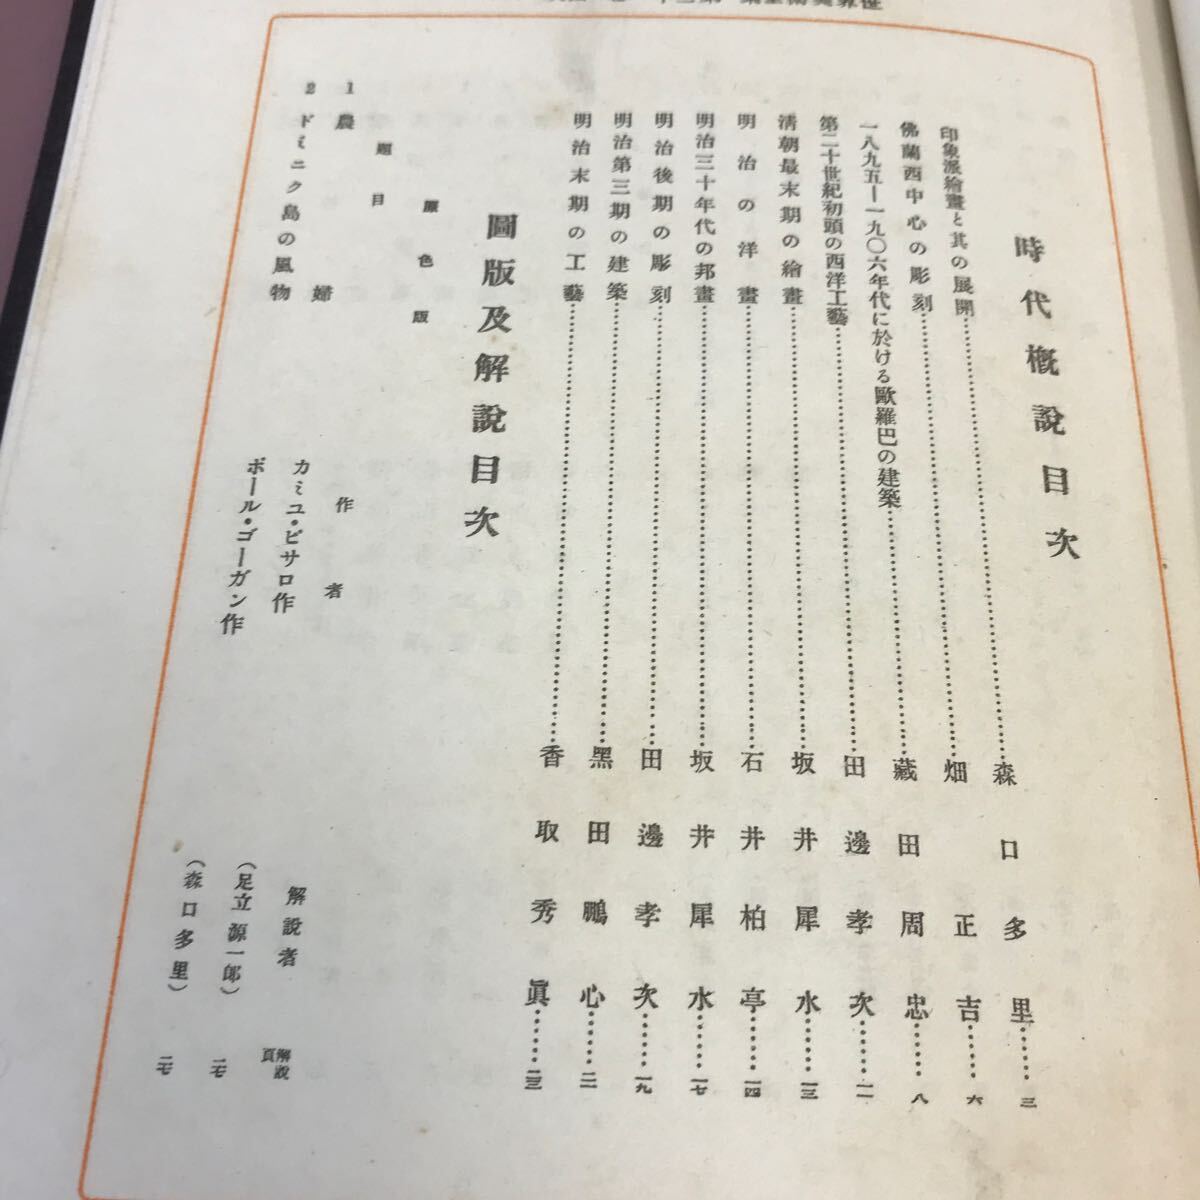 時代概說目次
印象派繪畫と其の展開……森口多里……三
佛蘭西中心の彫刻……畑正吉……六
一八九五―一九〇六年代に於ける歐羅巴の建築……藏田周忠……八
第二十世紀初頭の西洋工藝……田邊孝次……一一
淸朝最末期の繪畫……坂井犀水……一三
明治の洋畫……石井柏亭……一四
明治三十年代の邦畫……坂井犀水……一七
明治後期の彫刻……田邊孝次……一九
明治第三期の建築……黑田鵬心……二一
明治末期の工藝……香取秀眞……二三
圖版及解說目次
原色版
題目 作者 解說者 解說頁
1 農婦 カミユ・ピサロ作 (足立源一郎) 二七
2 ドミニク島の風物 ポール・ゴーガン作 (森口多里) 二七